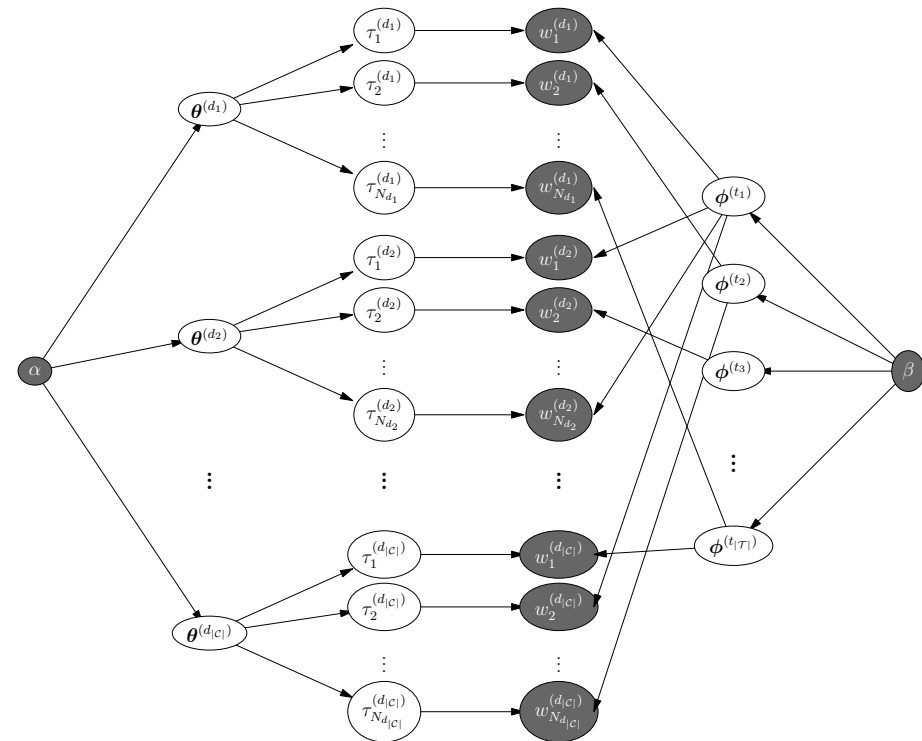 τ_1^{(d_1)} w_1^{(d_1)}
τ_2^{(d_1)} w_2^{(d_1)}
θ^{(d_1)}
⋮ ⋮
τ_{N_{d_1}}^{(d_1)} w_{N_{d_1}}^{(d_1)} ϕ^{(t_1)}
τ_1^{(d_2)} w_1^{(d_2)}
ϕ^{(t_2)}
τ_2^{(d_2)} w_2^{(d_2)}
θ^{(d_2)}
⋮ ⋮
α ϕ^{(t_3)} β
τ_{N_{d_2}}^{(d_2)} w_{N_{d_2}}^{(d_2)}
⋮ ⋮ ⋮ ⋮
τ_1^{(d_{|C|})} w_1^{(d_{|C|})} ϕ^{(t_{|T|})}
τ_2^{(d_{|C|})} w_2^{(d_{|C|})}
θ^{(d_{|C|})}
⋮ ⋮
τ_{N_{d_{|C|}}}^{(d_{|C|})} w_{N_{d_{|C|}}}^{(d_{|C|})}